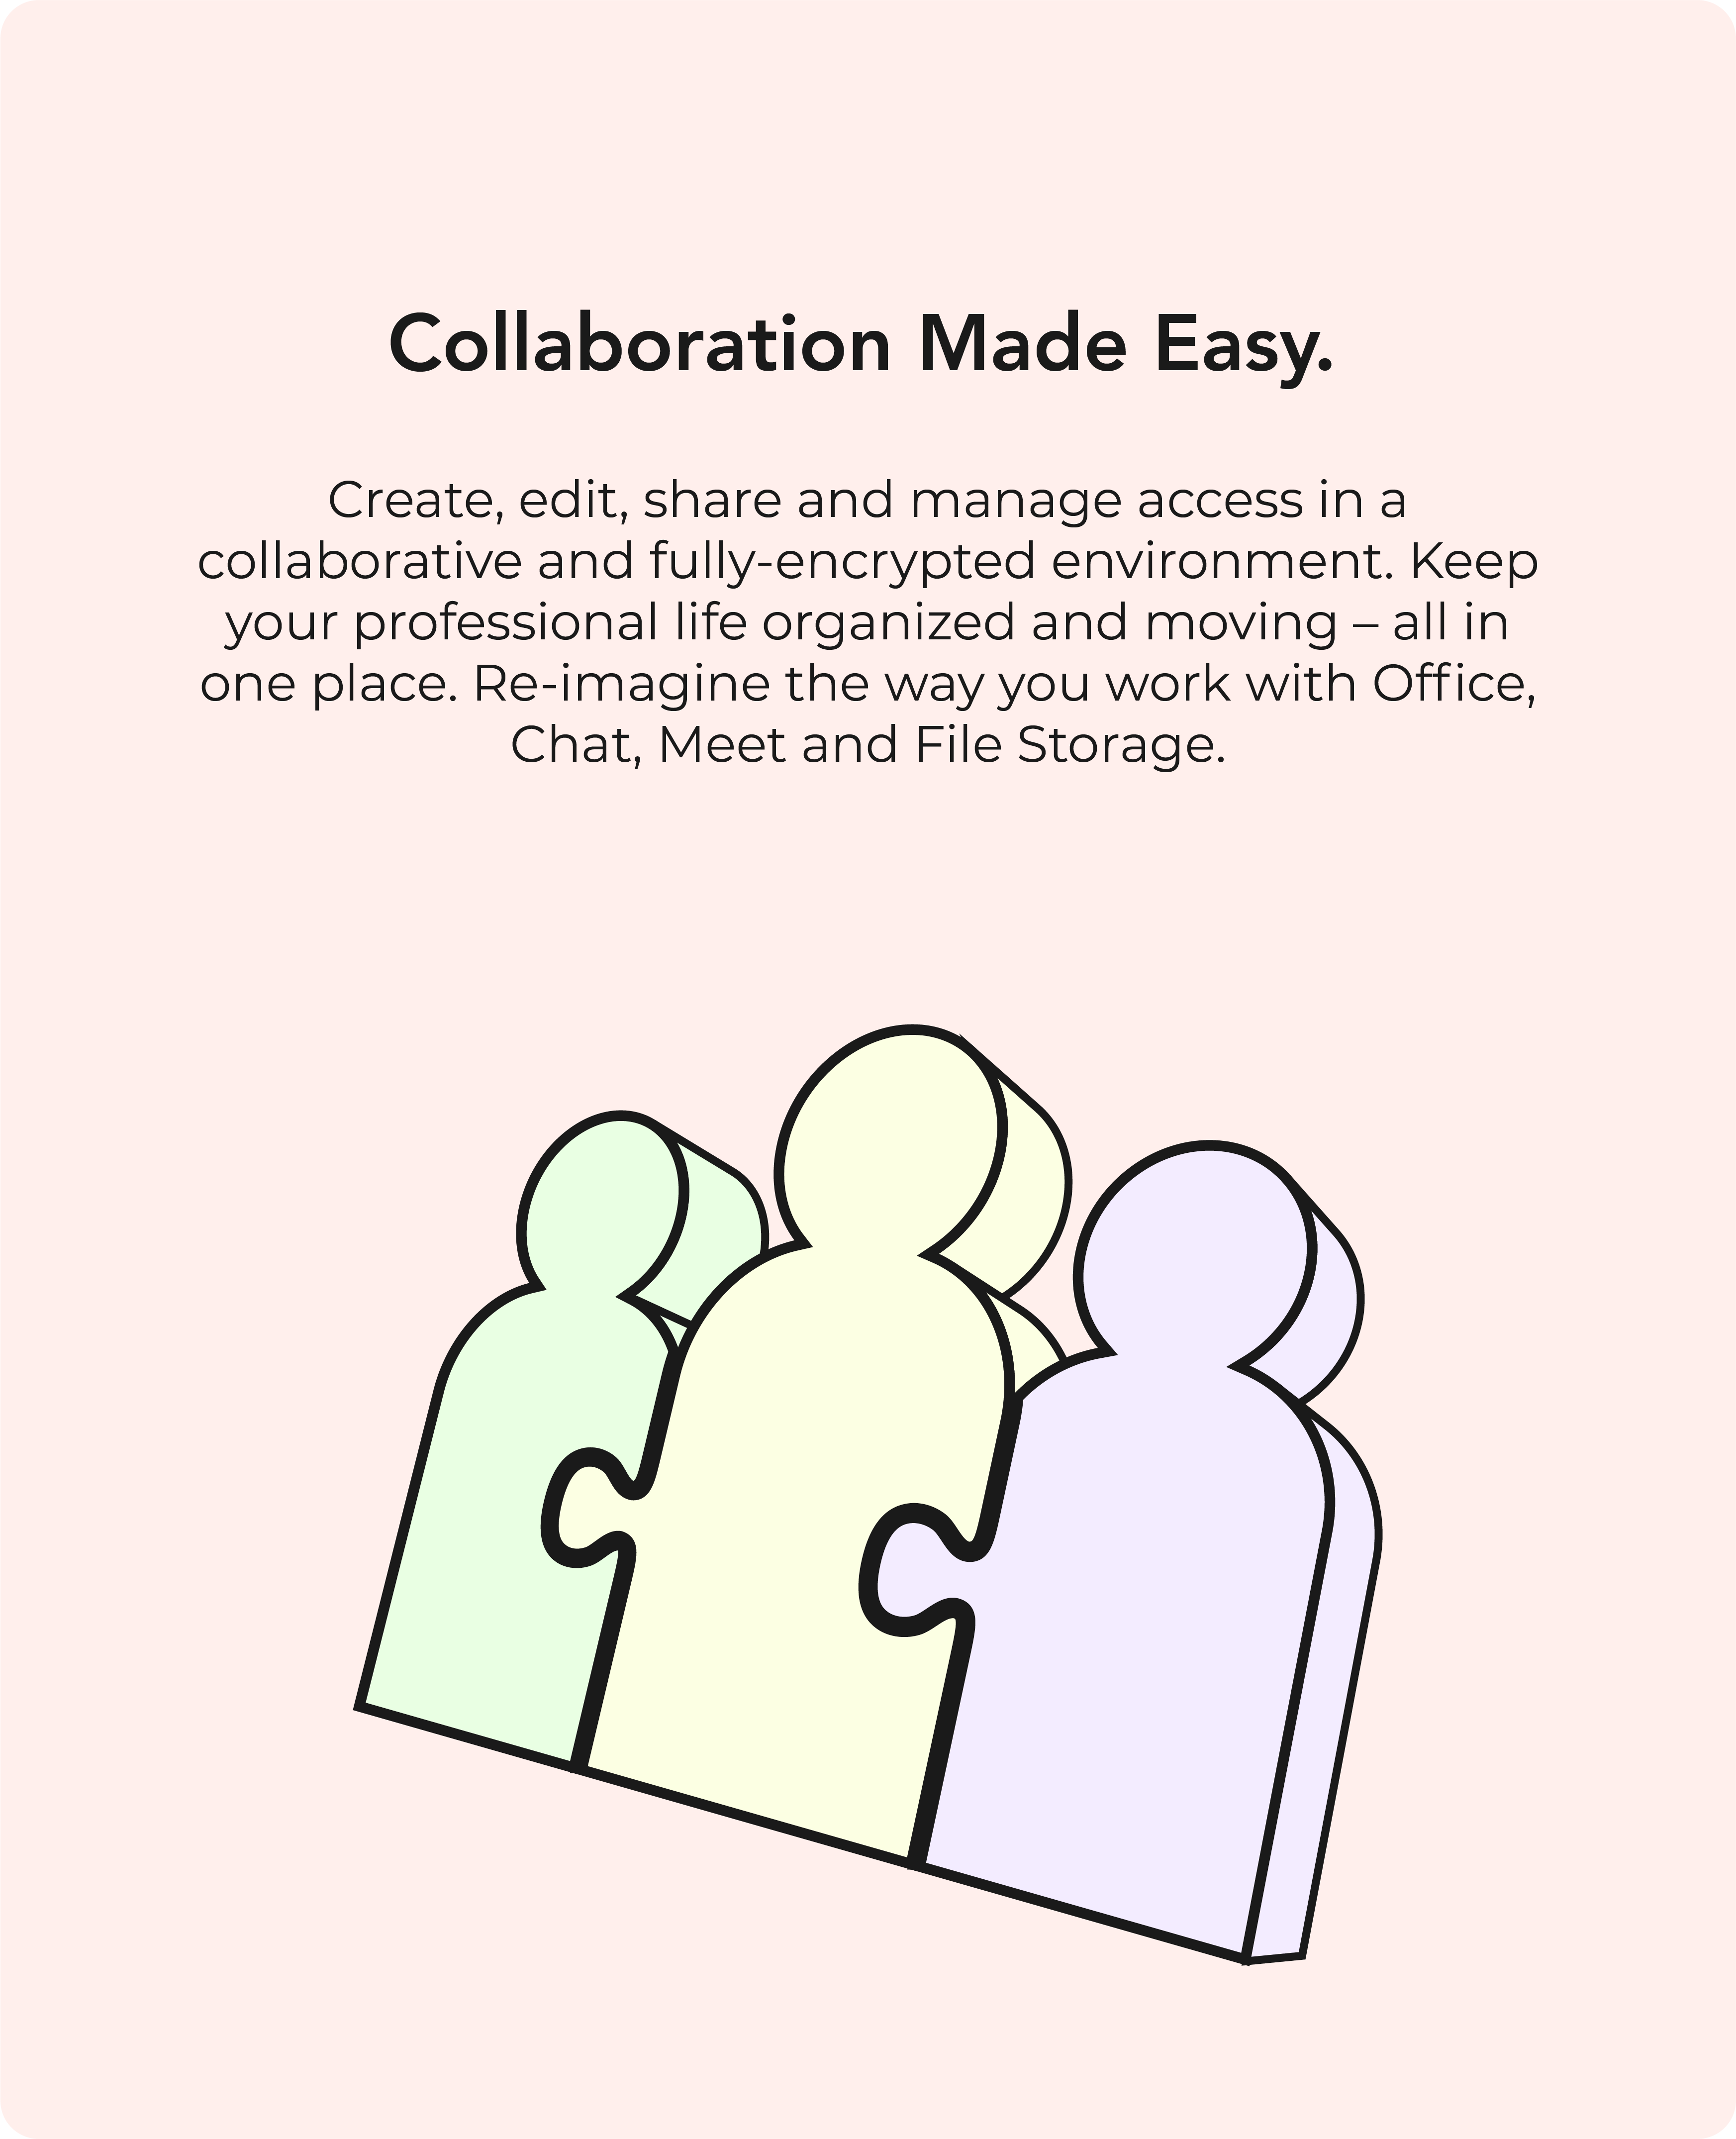 Collaboration Made Easy.
Create, edit, share and manage access in a
collaborative and fully-encrypted environment. Keep
your professional life organized and moving – all in
one place. Re-imagine the way you work with Office,
Chat, Meet and File Storage.